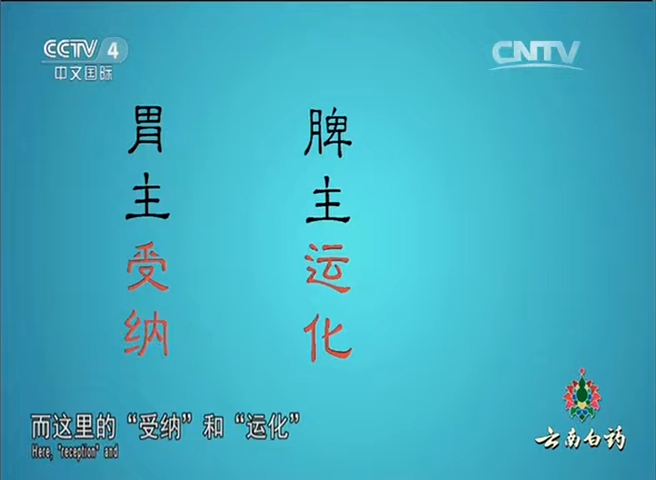 CCTV 4
中文国际
CNTV
胃主受纳
脾主运化
而这里的“受纳”和“运化”
Here, "reception" and
云南白药